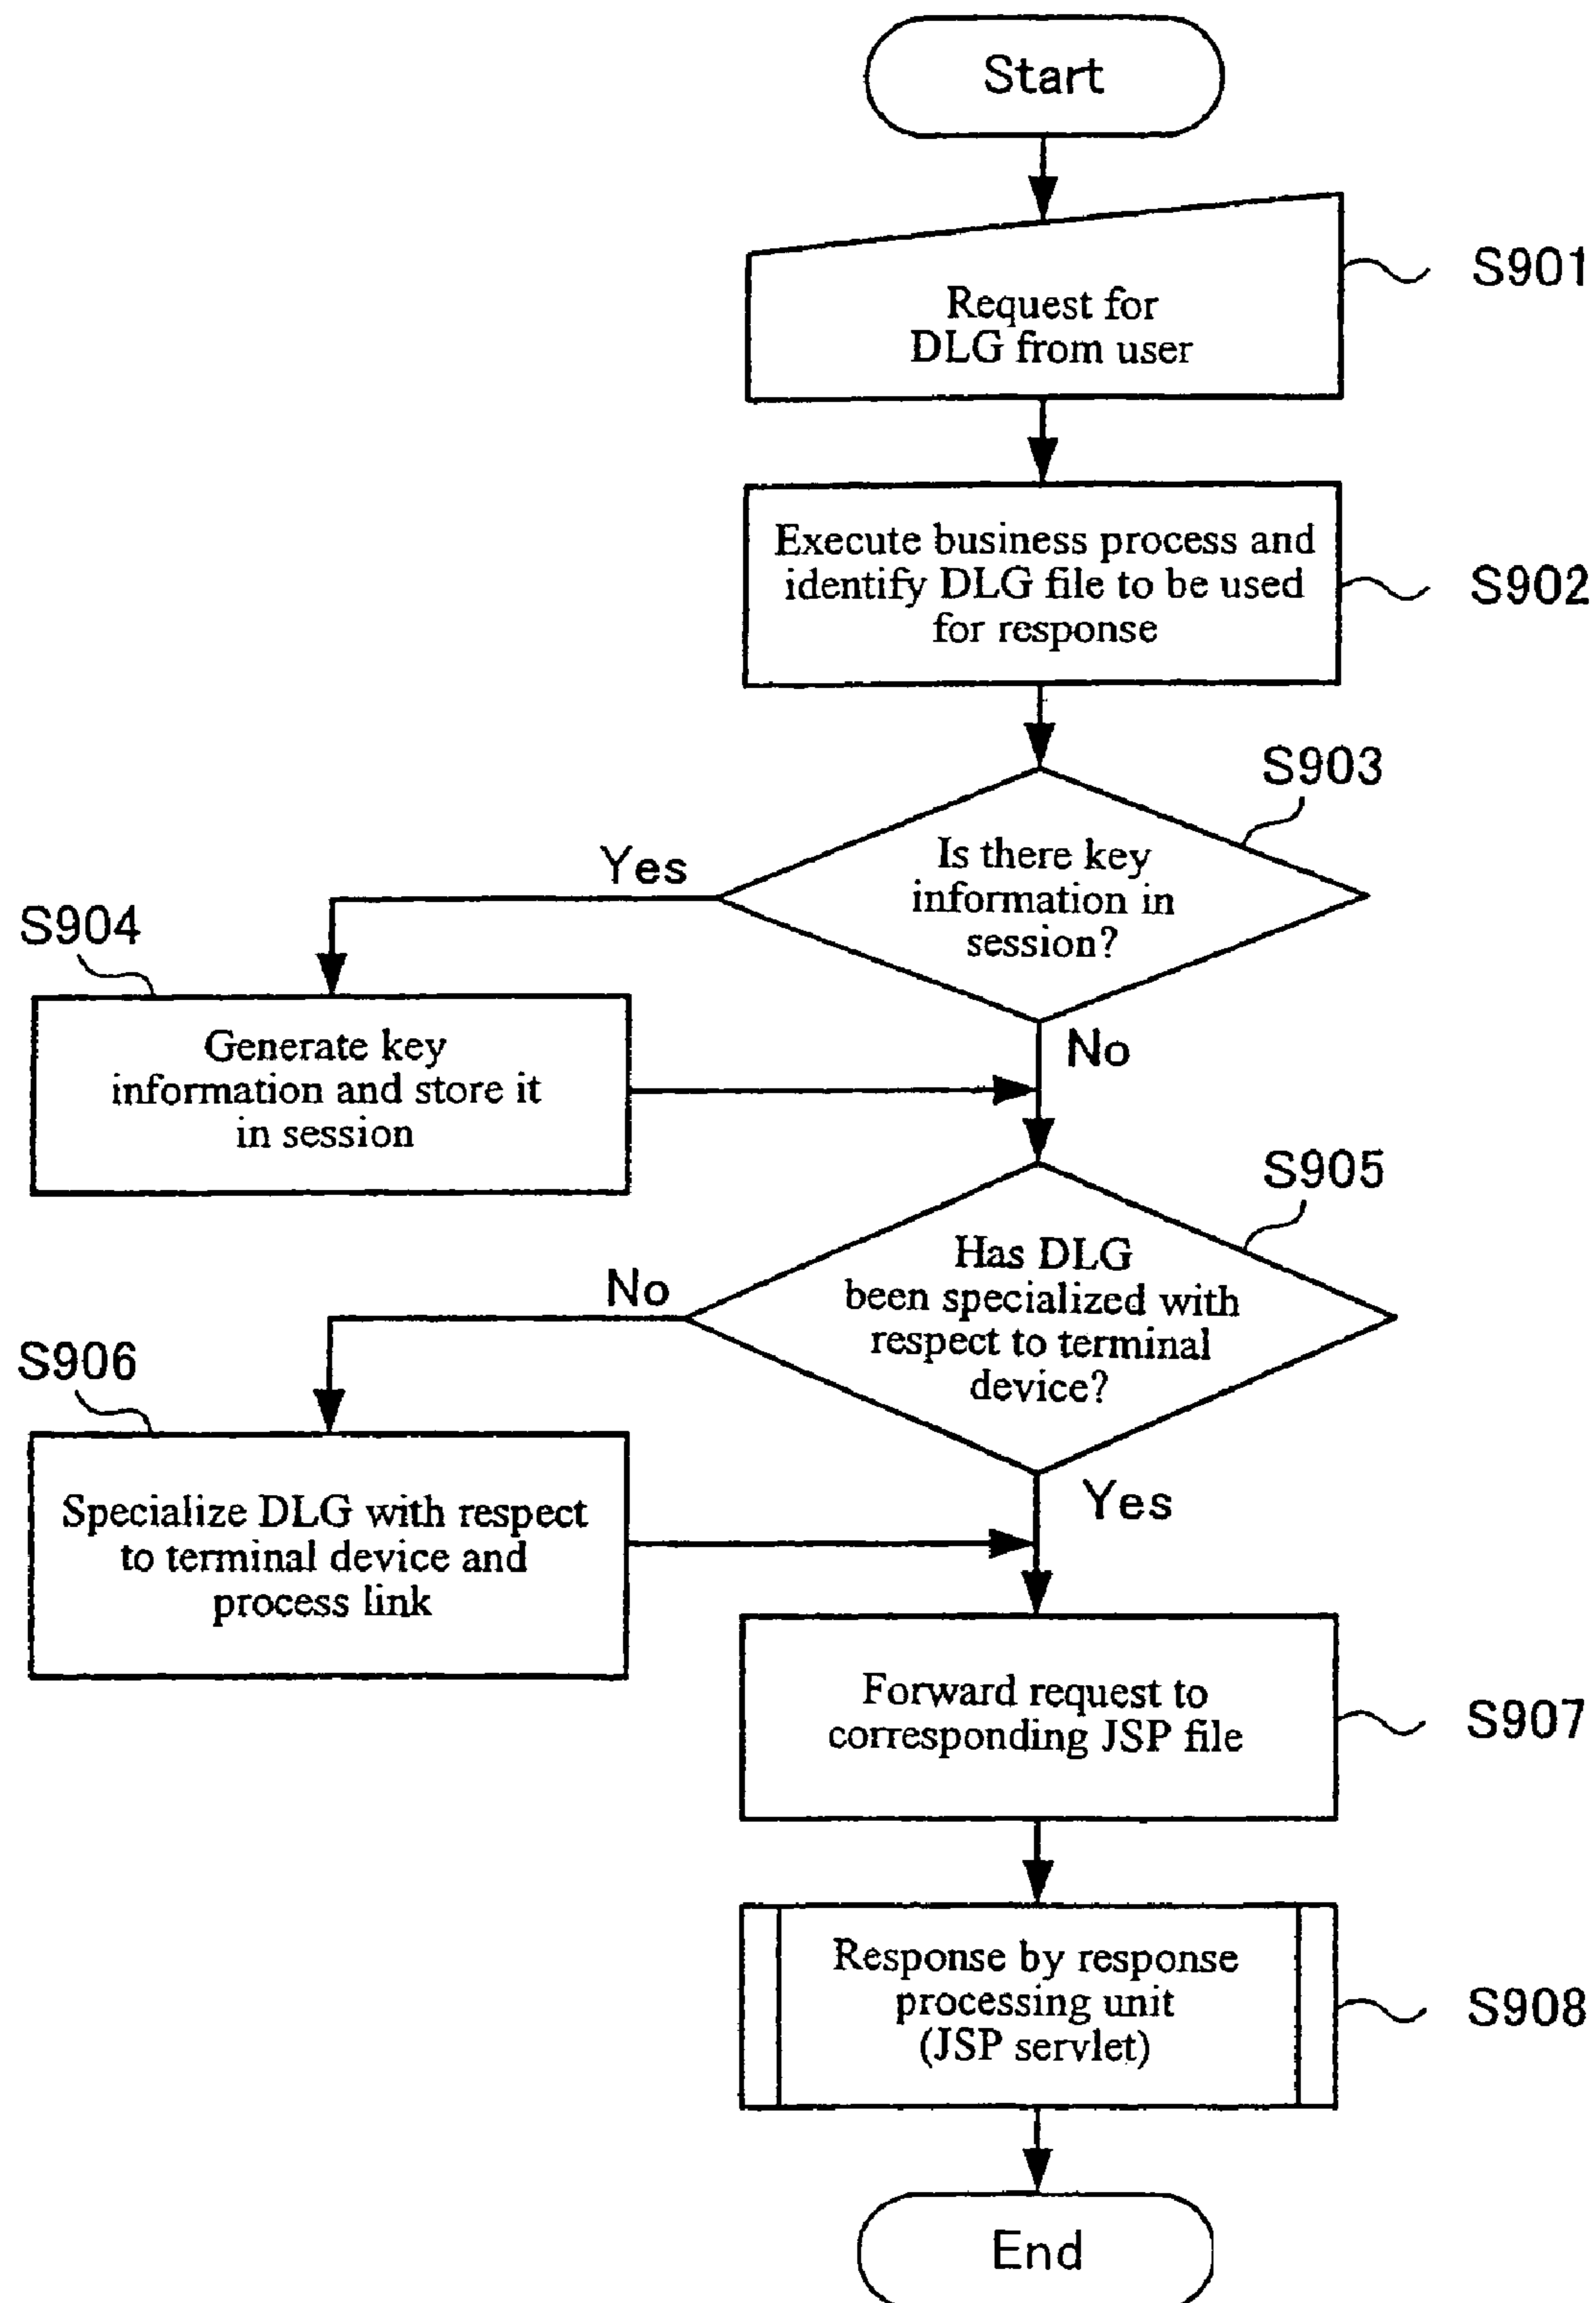 Start
Request for
DLG from user
S901
Execute business process and
identify DLG file to be used
for response
S902
S903
Is there key
information in
session?
Yes
No
S904
Generate key
information and store it
in session
S905
Has DLG
been specialized with
respect to terminal
device?
No
Yes
S906
Specialize DLG with respect
to terminal device and
process link
Forward request to
corresponding JSP file
S907
Response by response
processing unit
(JSP servlet)
S908
End